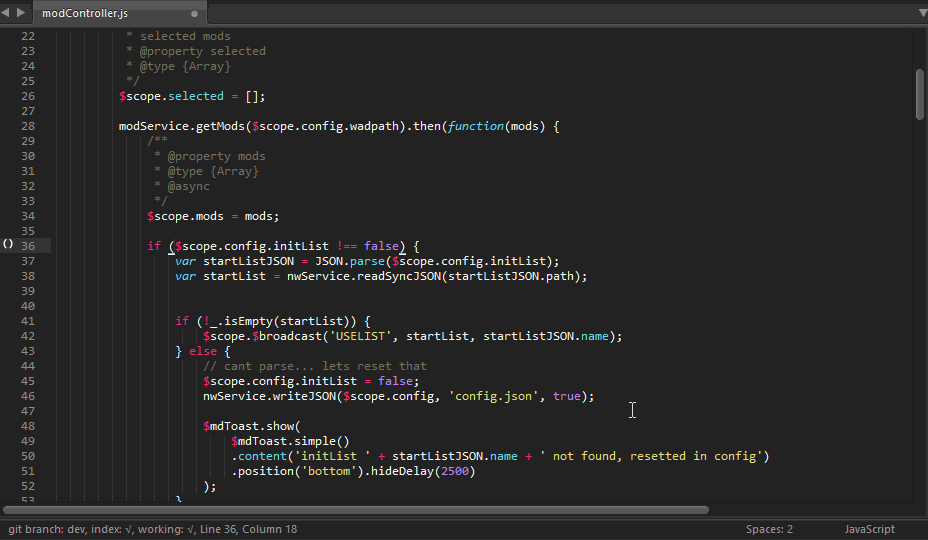 modController.js
22 * selected mods
23 * @property selected
24 * @type {Array}
25 */
26 $scope.selected = [];
27
28 modService.getMods($scope.config.wadpath).then(function(mods) {
29 /**
30 * @property mods
31 * @type {Array}
32 * @async
33 */
34 $scope.mods = mods;
35
() 36 if ($scope.config.initList !== false) {
37 var startListJSON = JSON.parse($scope.config.initList);
38 var startList = nwService.readSyncJSON(startListJSON.path);
39
40
41 if (!_.isEmpty(startList)) {
42 $scope.$broadcast('USELIST', startList, startListJSON.name);
43 } else {
44 // cant parse... lets reset that
45 $scope.config.initList = false;
46 nwService.writeJSON($scope.config, 'config.json', true);
47
48 $mdToast.show(
49 $mdToast.simple()
50 .content('initList ' + startListJSON.name + ' not found, resetted in config')
51 .position('bottom').hideDelay(2500)
52 );
53 }
git branch: dev, index: √, working: √, Line 36, Column 18 Spaces: 2 JavaScript